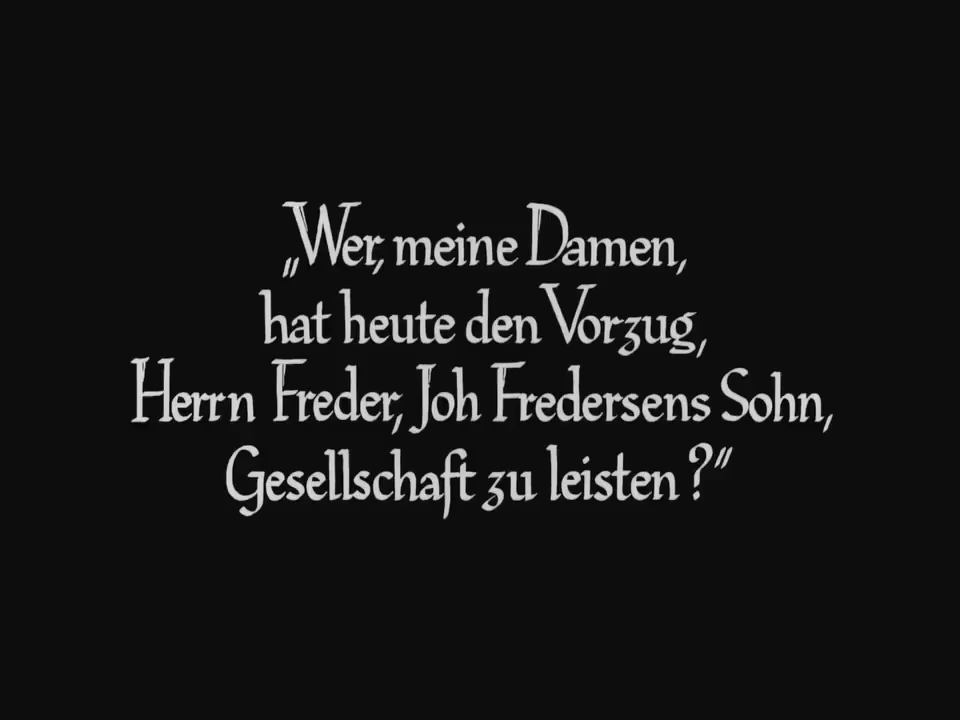 „Wer, meine Damen,
hat heute den Vorzug,
Herrn Freder, Joh Fredersens Sohn,
Gesellschaft zu leisten?"